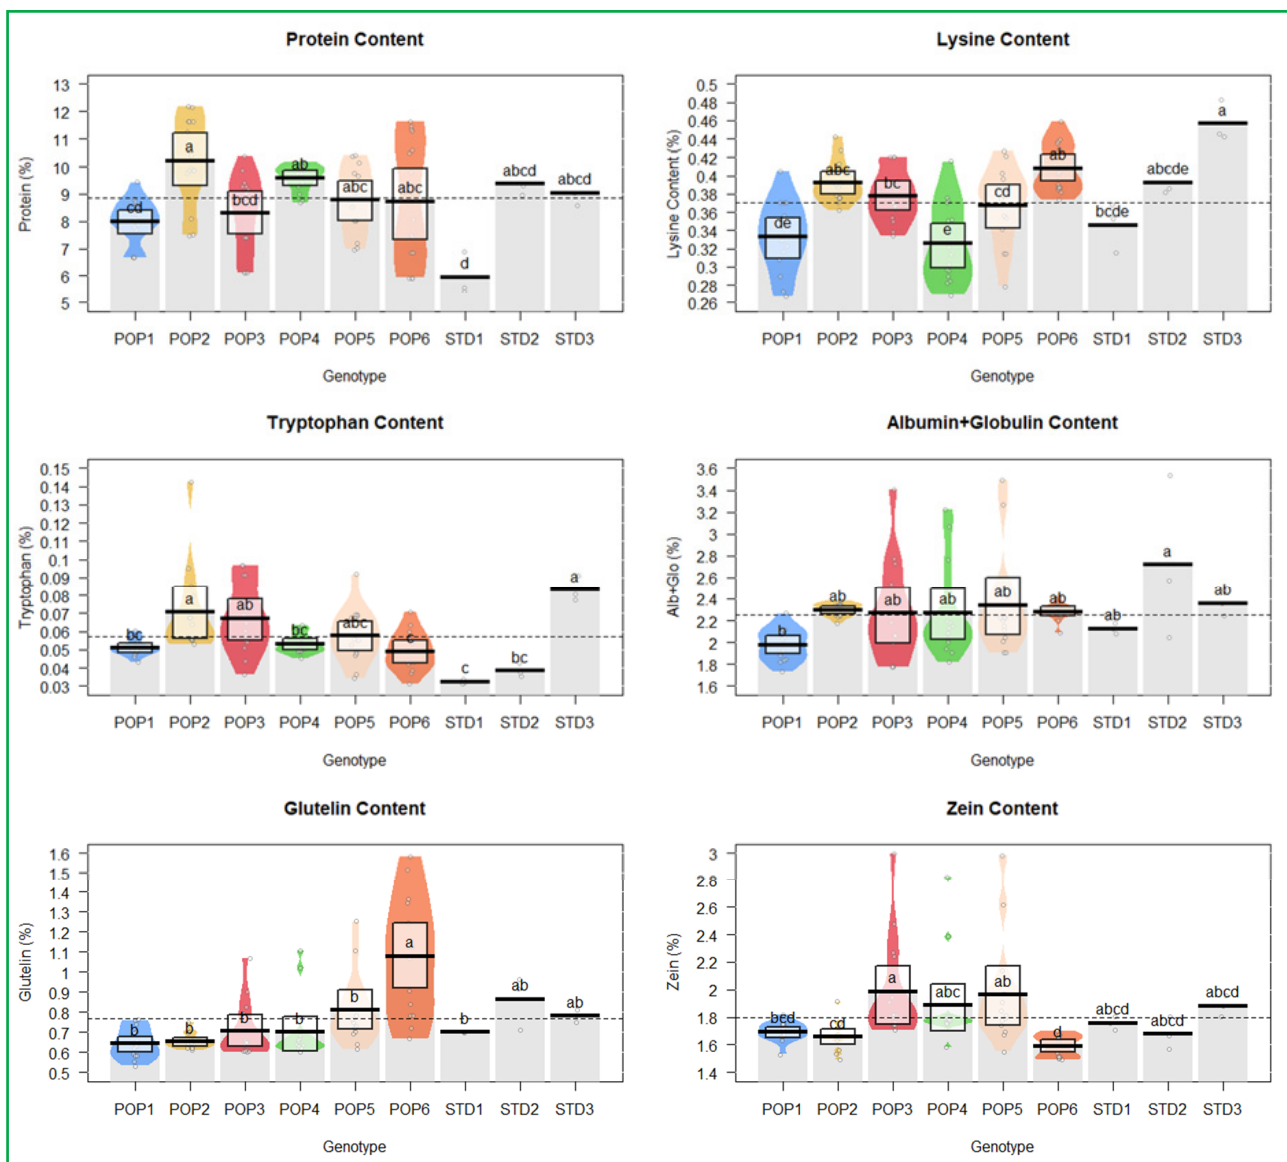 Protein Content
13
12
11
10
9
8
7
6
5
Protein (%)
cd
a
bcd
ab
abc
abc
d
abcd
abcd
POP1 POP2 POP3 POP4 POP5 POP6 STD1 STD2 STD3
Genotype
Lysine Content
0.5
0.48
0.46
0.44
0.42
0.4
0.38
0.36
0.34
0.32
0.3
0.28
0.26
Lysine Content (%)
de
abc
bc
e
cd
ab
bcde
abcde
a
POP1 POP2 POP3 POP4 POP5 POP6 STD1 STD2 STD3
Genotype
Tryptophan Content
0.15
0.14
0.13
0.12
0.11
0.1
0.09
0.08
0.07
0.06
0.05
0.04
0.03
Tryptophan (%)
bc
a
ab
bc
abc
c
c
bc
a
POP1 POP2 POP3 POP4 POP5 POP6 STD1 STD2 STD3
Genotype
Albumin+Globulin Content
3.6
3.4
3.2
3
2.8
2.6
2.4
2.2
2
1.8
1.6
Alb+Glo (%)
b
ab
ab
ab
ab
ab
ab
a
ab
POP1 POP2 POP3 POP4 POP5 POP6 STD1 STD2 STD3
Genotype
Glutelin Content
1.6
1.5
1.4
1.3
1.2
1.1
1
0.9
0.8
0.7
0.6
0.5
Glutelin (%)
b
b
b
b
b
a
b
ab
ab
POP1 POP2 POP3 POP4 POP5 POP6 STD1 STD2 STD3
Genotype
Zein Content
3
2.8
2.6
2.4
2.2
2
1.8
1.6
1.4
Zein (%)
bcd
cd
a
abc
ab
d
abcd
abcd
abcd
POP1 POP2 POP3 POP4 POP5 POP6 STD1 STD2 STD3
Genotype